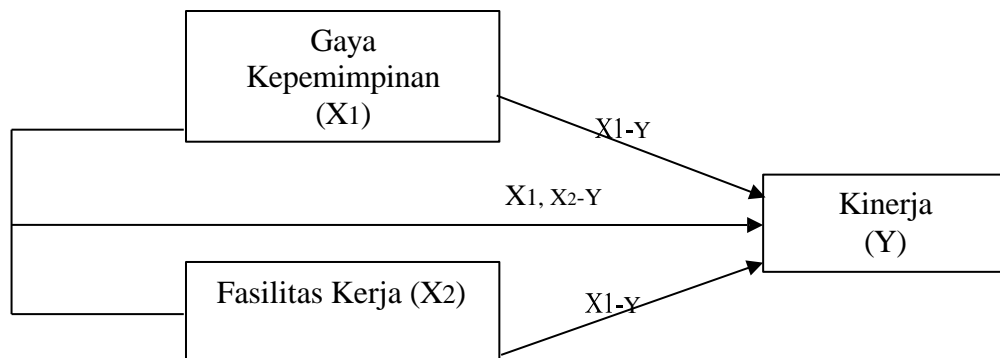 Gaya
Kepemimpinan
(X1)
X1-Y
X1, X2-Y
Kinerja
(Y)
Fasilitas Kerja (X2)
X1-Y